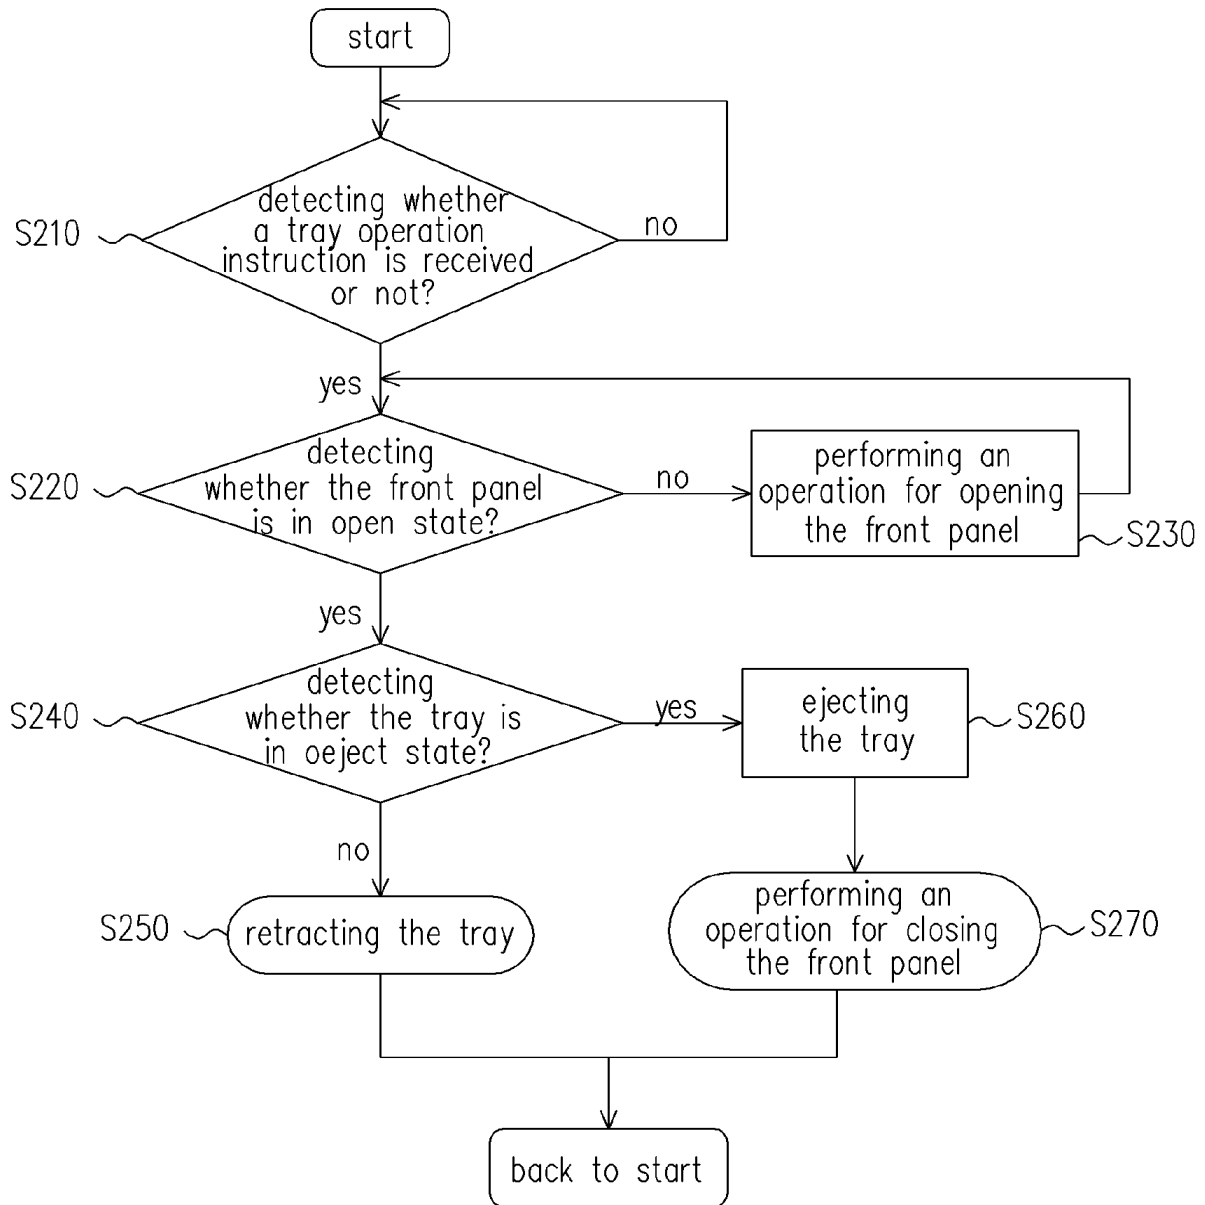 start
detecting whether
a tray operation
instruction is received
or not?
S210
no
yes
detecting
whether the front panel
is in open state?
S220
no
performing an
operation for opening
the front panel
S230
yes
detecting
whether the tray is
in oeject state?
S240
yes
ejecting
the tray
S260
no
retracting the tray
S250
performing an
operation for closing
the front panel
S270
back to start